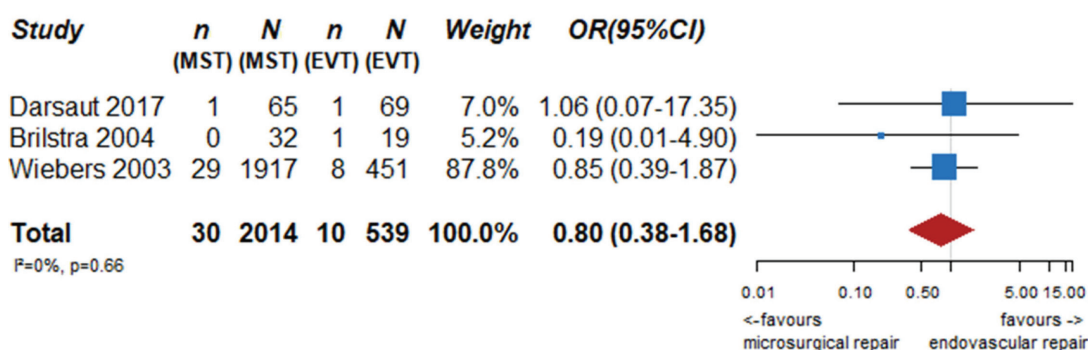 Study n N n N Weight OR(95%CI)
(MST) (MST) (EVT) (EVT)
Darsaut 2017 1 65 1 69 7.0% 1.06 (0.07-17.35)
Brilstra 2004 0 32 1 19 5.2% 0.19 (0.01-4.90)
Wiebers 2003 29 1917 8 451 87.8% 0.85 (0.39-1.87)
Total 30 2014 10 539 100.0% 0.80 (0.38-1.68)
I²=0%, p=0.66
0.01 0.10 0.50 5.00 15.00
<-favours favours ->
microsurgical repair endovascular repair